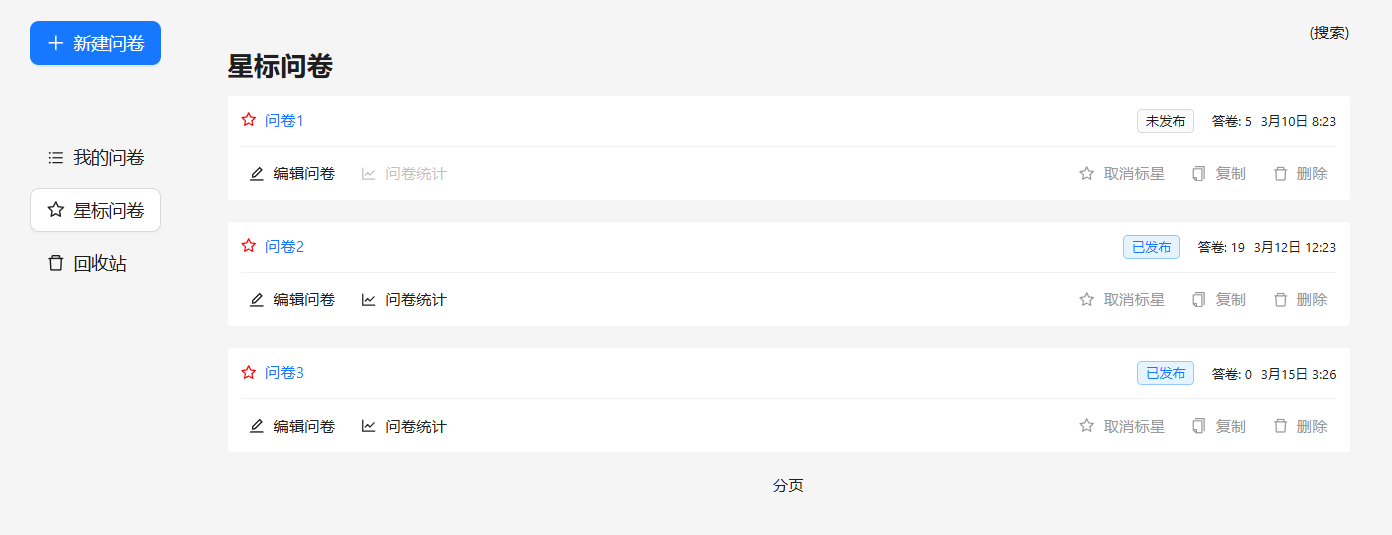 新建问卷
我的问卷
星标问卷
回收站
(搜索)
星标问卷
问卷1 未发布 答卷: 5 3月10日 8:23
编辑问卷 问卷统计 取消标星 复制 删除
问卷2 已发布 答卷: 19 3月12日 12:23
编辑问卷 问卷统计 取消标星 复制 删除
问卷3 已发布 答卷: 0 3月15日 3:26
编辑问卷 问卷统计 取消标星 复制 删除
分页